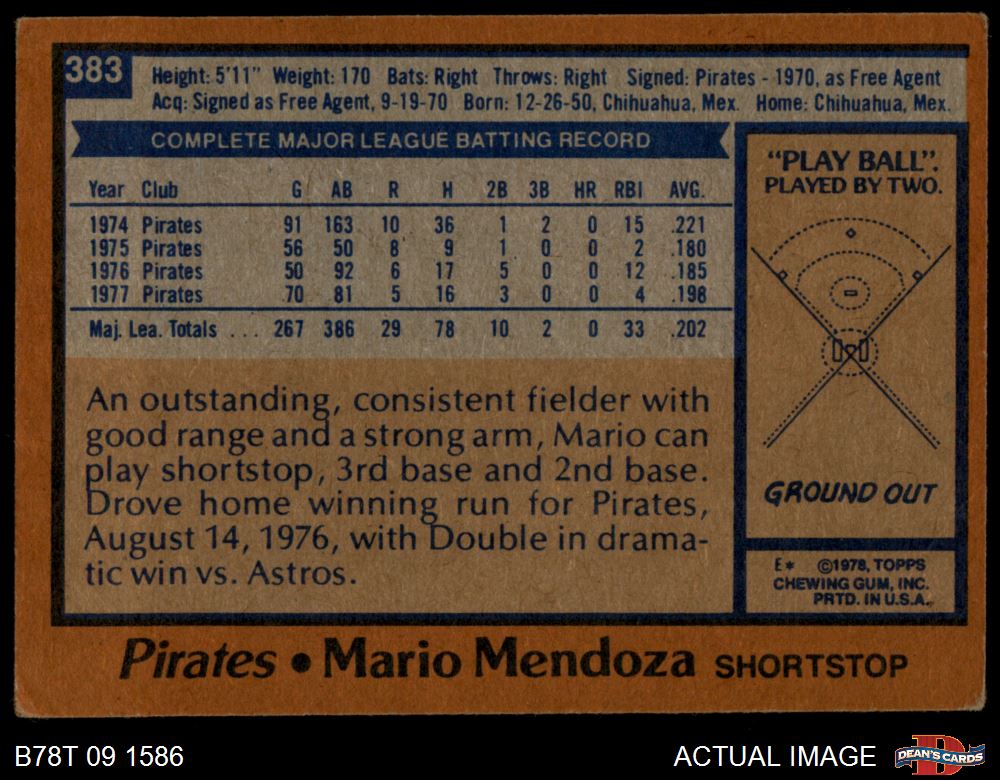 383
Height: 5'11" Weight: 170 Bats: Right Throws: Right Signed: Pirates - 1970, as Free Agent
Acq: Signed as Free Agent, 9-19-70 Born: 12-26-50, Chihuahua, Mex. Home: Chihuahua, Mex.
COMPLETE MAJOR LEAGUE BATTING RECORD
Year Club G AB R H 2B 3B HR RBI AVG.
1974 Pirates 91 163 10 36 1 2 0 15 .221
1975 Pirates 56 50 8 9 1 0 0 2 .180
1976 Pirates 50 92 6 17 5 0 0 12 .185
1977 Pirates 70 81 5 16 3 0 0 4 .198
Maj. Lea. Totals ... 267 386 29 78 10 2 0 33 .202
An outstanding, consistent fielder with
good range and a strong arm, Mario can
play shortstop, 3rd base and 2nd base.
Drove home winning run for Pirates,
August 14, 1976, with Double in drama-
tic win vs. Astros.
"PLAY BALL".
PLAYED BY TWO.
GROUND OUT
E* ©1978, TOPPS
CHEWING GUM, INC.
PRTD. IN U.S.A.
Pirates • Mario Mendoza SHORTSTOP
B78T 09 1586
ACTUAL IMAGE
D
DEAN'S CARDS